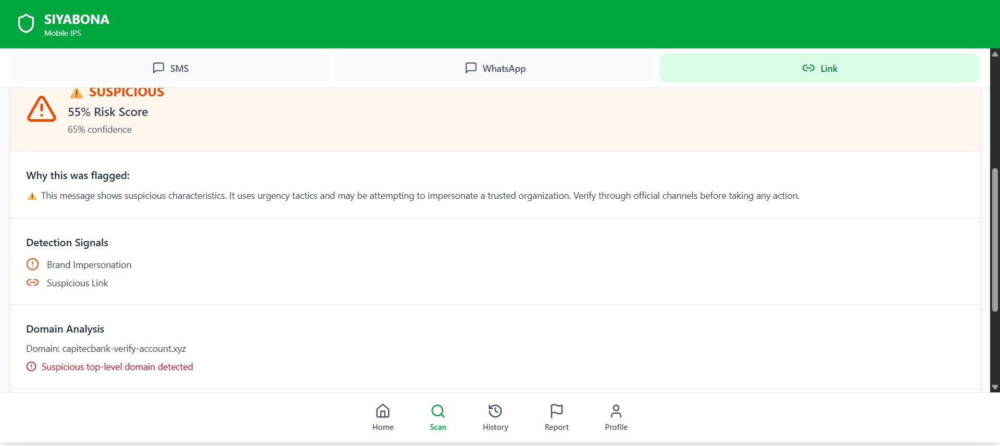 SIYABONA
Mobile IPS
SMS
WhatsApp
Link
⚠ SUSPICIOUS
55% Risk Score
65% confidence
Why this was flagged:
⚠ This message shows suspicious characteristics. It uses urgency tactics and may be attempting to impersonate a trusted organization. Verify through official channels before taking any action.
Detection Signals
Brand Impersonation
Suspicious Link
Domain Analysis
Domain: capitecbank-verify-account.xyz
Suspicious top-level domain detected
Home
Scan
History
Report
Profile